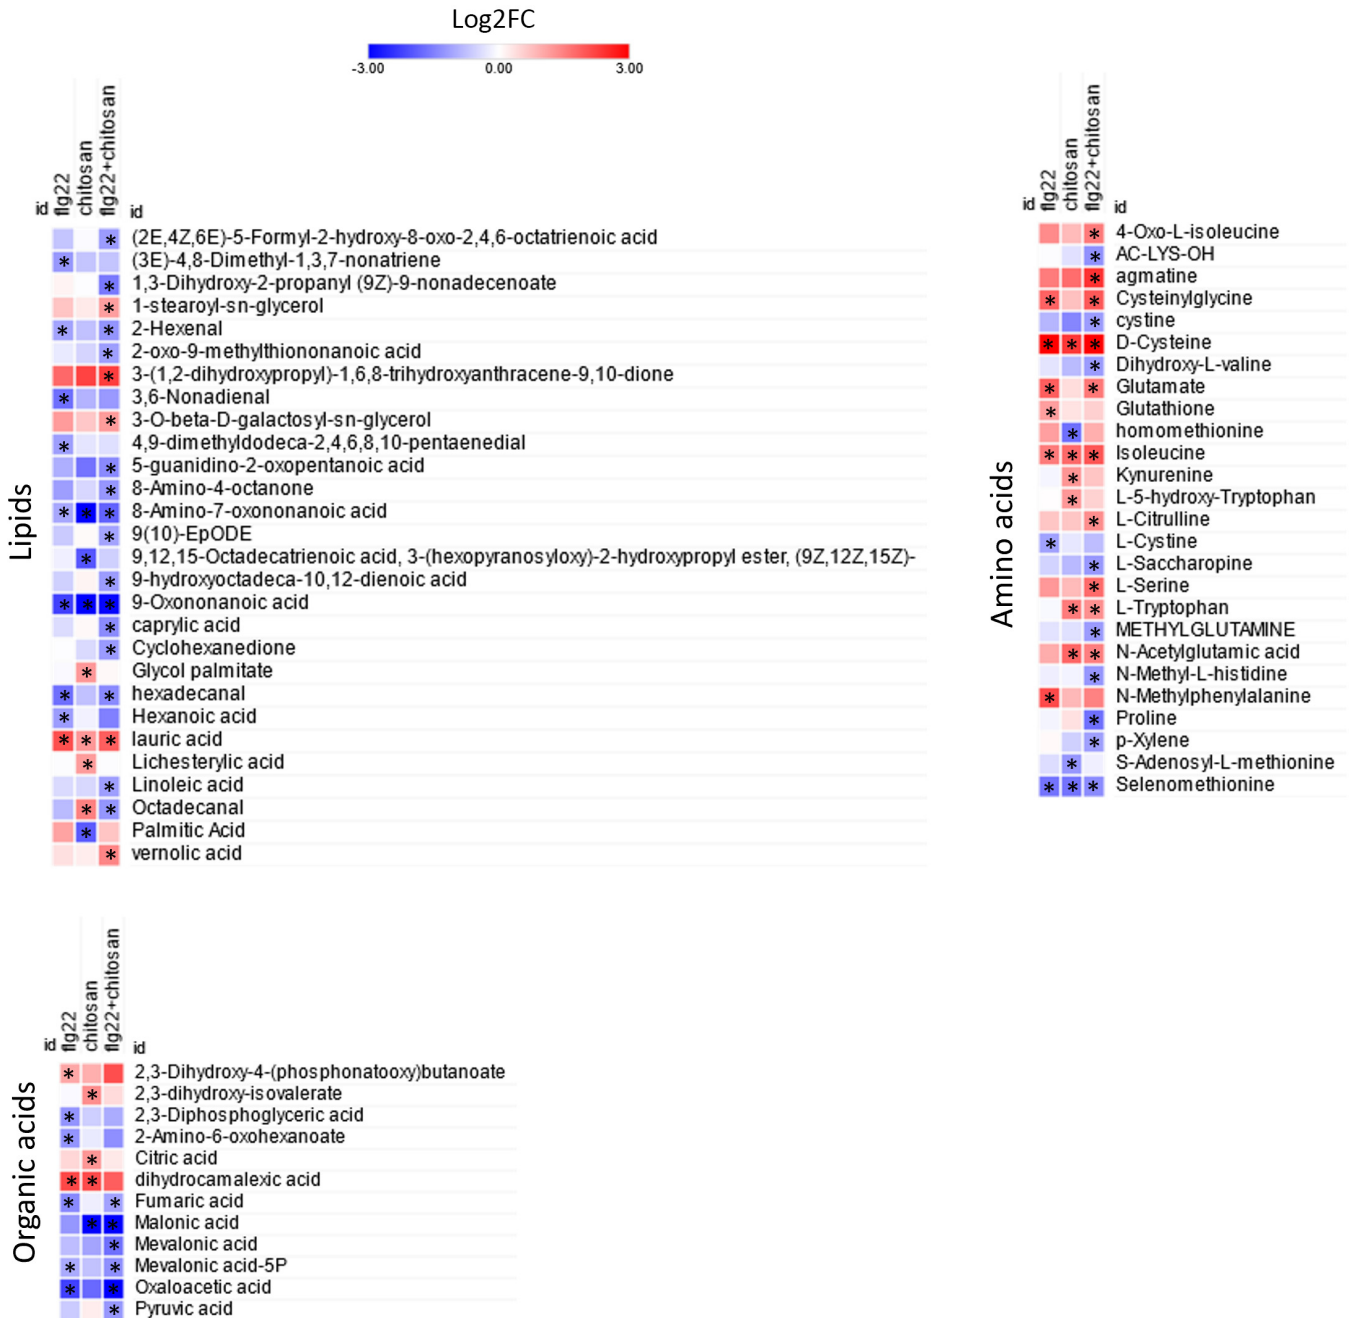 Log2FC
-3.00 0.00 3.00
Lipids
id flg22 chitosan flg22+chitosan id
* (2E,4Z,6E)-5-Formyl-2-hydroxy-8-oxo-2,4,6-octatrienoic acid
* (3E)-4,8-Dimethyl-1,3,7-nonatriene
* 1,3-Dihydroxy-2-propanyl (9Z)-9-nonadecenoate
* 1-stearoyl-sn-glycerol
* * 2-Hexenal
* 2-oxo-9-methylthiononanoic acid
* 3-(1,2-dihydroxypropyl)-1,6,8-trihydroxyanthracene-9,10-dione
* 3,6-Nonadienal
* 3-O-beta-D-galactosyl-sn-glycerol
* 4,9-dimethyldodeca-2,4,6,8,10-pentaenedial
* 5-guanidino-2-oxopentanoic acid
* 8-Amino-4-octanone
* * * 8-Amino-7-oxononanoic acid
* 9(10)-EpODE
* 9,12,15-Octadecatrienoic acid, 3-(hexopyranosyloxy)-2-hydroxypropyl ester, (9Z,12Z,15Z)-
* 9-hydroxyoctadeca-10,12-dienoic acid
* * * 9-Oxononanoic acid
* caprylic acid
* Cyclohexanedione
* Glycol palmitate
* * hexadecanal
* Hexanoic acid
* * * lauric acid
* Lichesterylic acid
* Linoleic acid
* * Octadecanal
* Palmitic Acid
* vernolic acid
Amino acids
id flg22 chitosan flg22+chitosan id
* 4-Oxo-L-isoleucine
* AC-LYS-OH
* agmatine
* * Cysteinylglycine
* cystine
* * * D-Cysteine
* Dihydroxy-L-valine
* * Glutamate
* Glutathione
* homomethionine
* * * Isoleucine
* Kynurenine
* L-5-hydroxy-Tryptophan
* L-Citrulline
* L-Cystine
* L-Saccharopine
* L-Serine
* * L-Tryptophan
* METHYLGLUTAMINE
* * N-Acetylglutamic acid
* N-Methyl-L-histidine
* N-Methylphenylalanine
* Proline
* p-Xylene
* S-Adenosyl-L-methionine
* * * Selenomethionine
Organic acids
id flg22 chitosan flg22+chitosan id
* 2,3-Dihydroxy-4-(phosphonatooxy)butanoate
* 2,3-dihydroxy-isovalerate
* 2,3-Diphosphoglyceric acid
* 2-Amino-6-oxohexanoate
* Citric acid
* * dihydrocamalexic acid
* * Fumaric acid
* * Malonic acid
* Mevalonic acid
* * Mevalonic acid-5P
* * Oxaloacetic acid
* Pyruvic acid